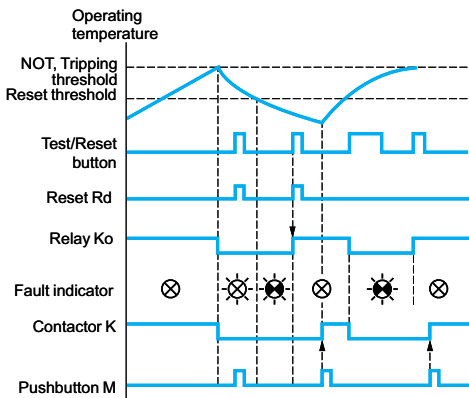 Operating
temperature
NOT, Tripping
threshold
Reset threshold
Test/Reset
button
Reset Rd
Relay Ko
Fault indicator
Contactor K
Pushbutton M